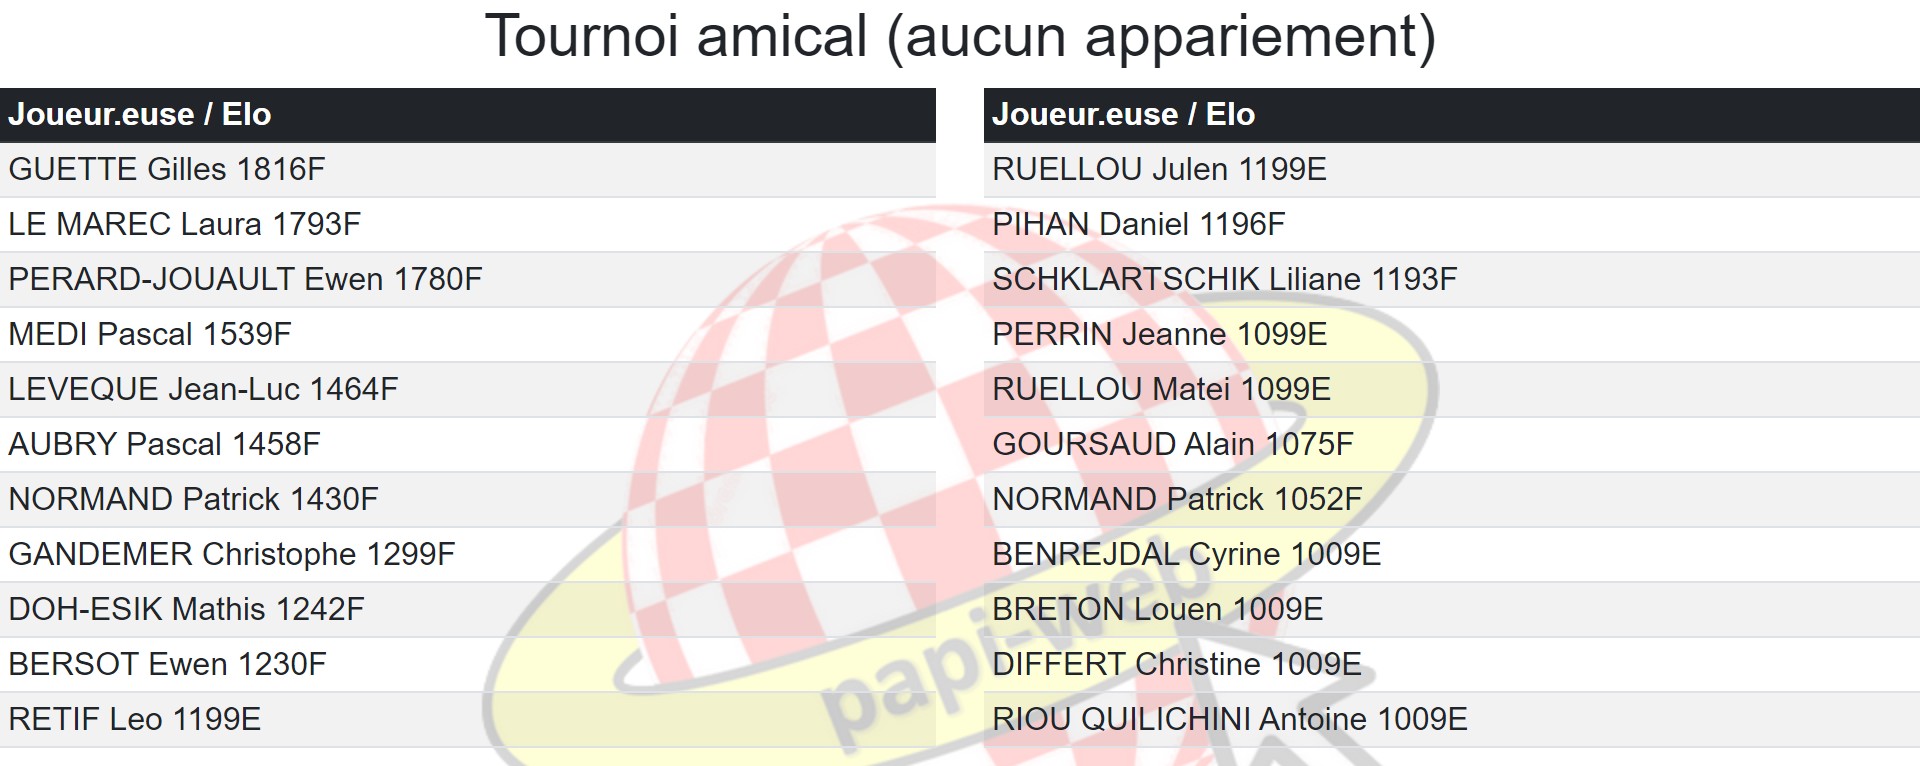 Tournoi amical (aucun appariement)
Joueur.euse / Elo
GUETTE Gilles 1816F
LE MAREC Laura 1793F
PERARD-JOUAULT Ewen 1780F
MEDI Pascal 1539F
LEVEQUE Jean-Luc 1464F
AUBRY Pascal 1458F
NORMAND Patrick 1430F
GANDEMER Christophe 1299F
DOH-ESIK Mathis 1242F
BERSOT Ewen 1230F
RETIF Leo 1199E
Joueur.euse / Elo
RUELLOU Julen 1199E
PIHAN Daniel 1196F
SCHKLARTSCHIK Liliane 1193F
PERRIN Jeanne 1099E
RUELLOU Matei 1099E
GOURSAUD Alain 1075F
NORMAND Patrick 1052F
BENREJDAL Cyrine 1009E
BRETON Louen 1009E
DIFFERT Christine 1009E
RIOU QUILICHINI Antoine 1009E
papi-web